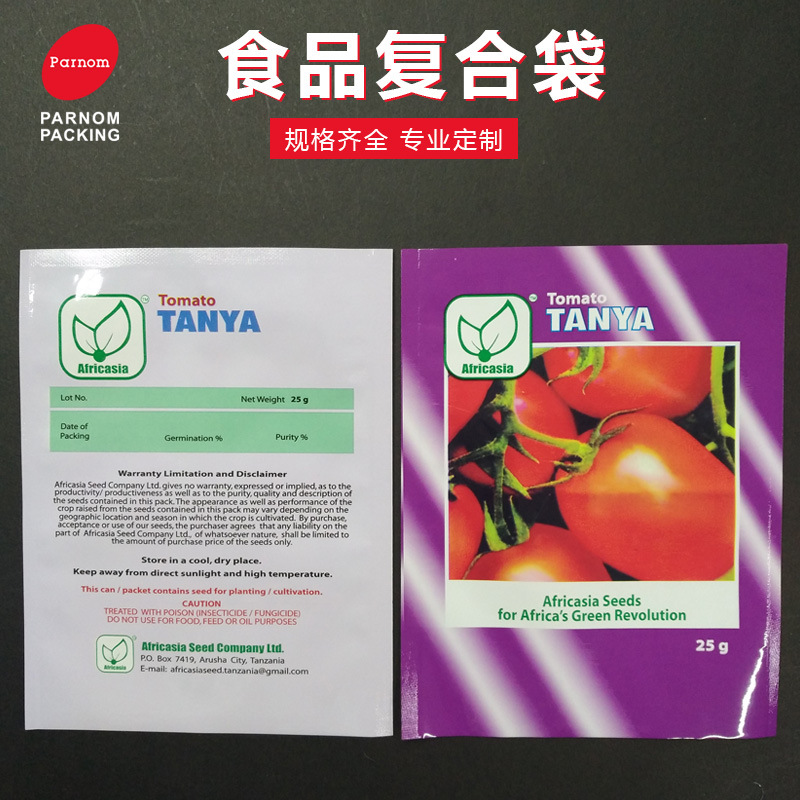 Parnom
PARNOM
PACKING
食品复合袋
规格齐全 专业定制
Tomato
TANYA
TM
Africasia
Lot No.
Net Weight 25 g
Date of
Packing
Germination %
Purity %
Warranty Limitation and Disclaimer
Africasia Seed Company Ltd. gives no warranty, expressed or implied, as to the
productivity/ productiveness as well as to the purity, quality and description of
the seeds contained in this pack. The appearance as well as performance of the
crop raised from the seeds contained in this pack may vary depending on the
geographic location and season in which the crop is cultivated. By purchase,
acceptance or use of our seeds, the purchaser agrees that any liability on the
part of Africasia Seed Company Ltd., of whatsoever nature, shall be limited to
the amount of purchase price of the seeds only.
Store in a cool, dry place.
Keep away from direct sunlight and high temperature.
This can / packet contains seed for planting / cultivation.
CAUTION
TREATED WITH POISON (INSECTICIDE / FUNGICIDE)
DO NOT USE FOR FOOD, FEED OR OIL PURPOSES
Africasia
Africasia Seed Company Ltd.
P.O. Box 7419, Arusha City, Tanzania
E-mail: africasiaseed.tanzania@gmail.com
Tomato
TANYA
TM
Africasia
Africasia Seeds
for Africa's Green Revolution
25 g